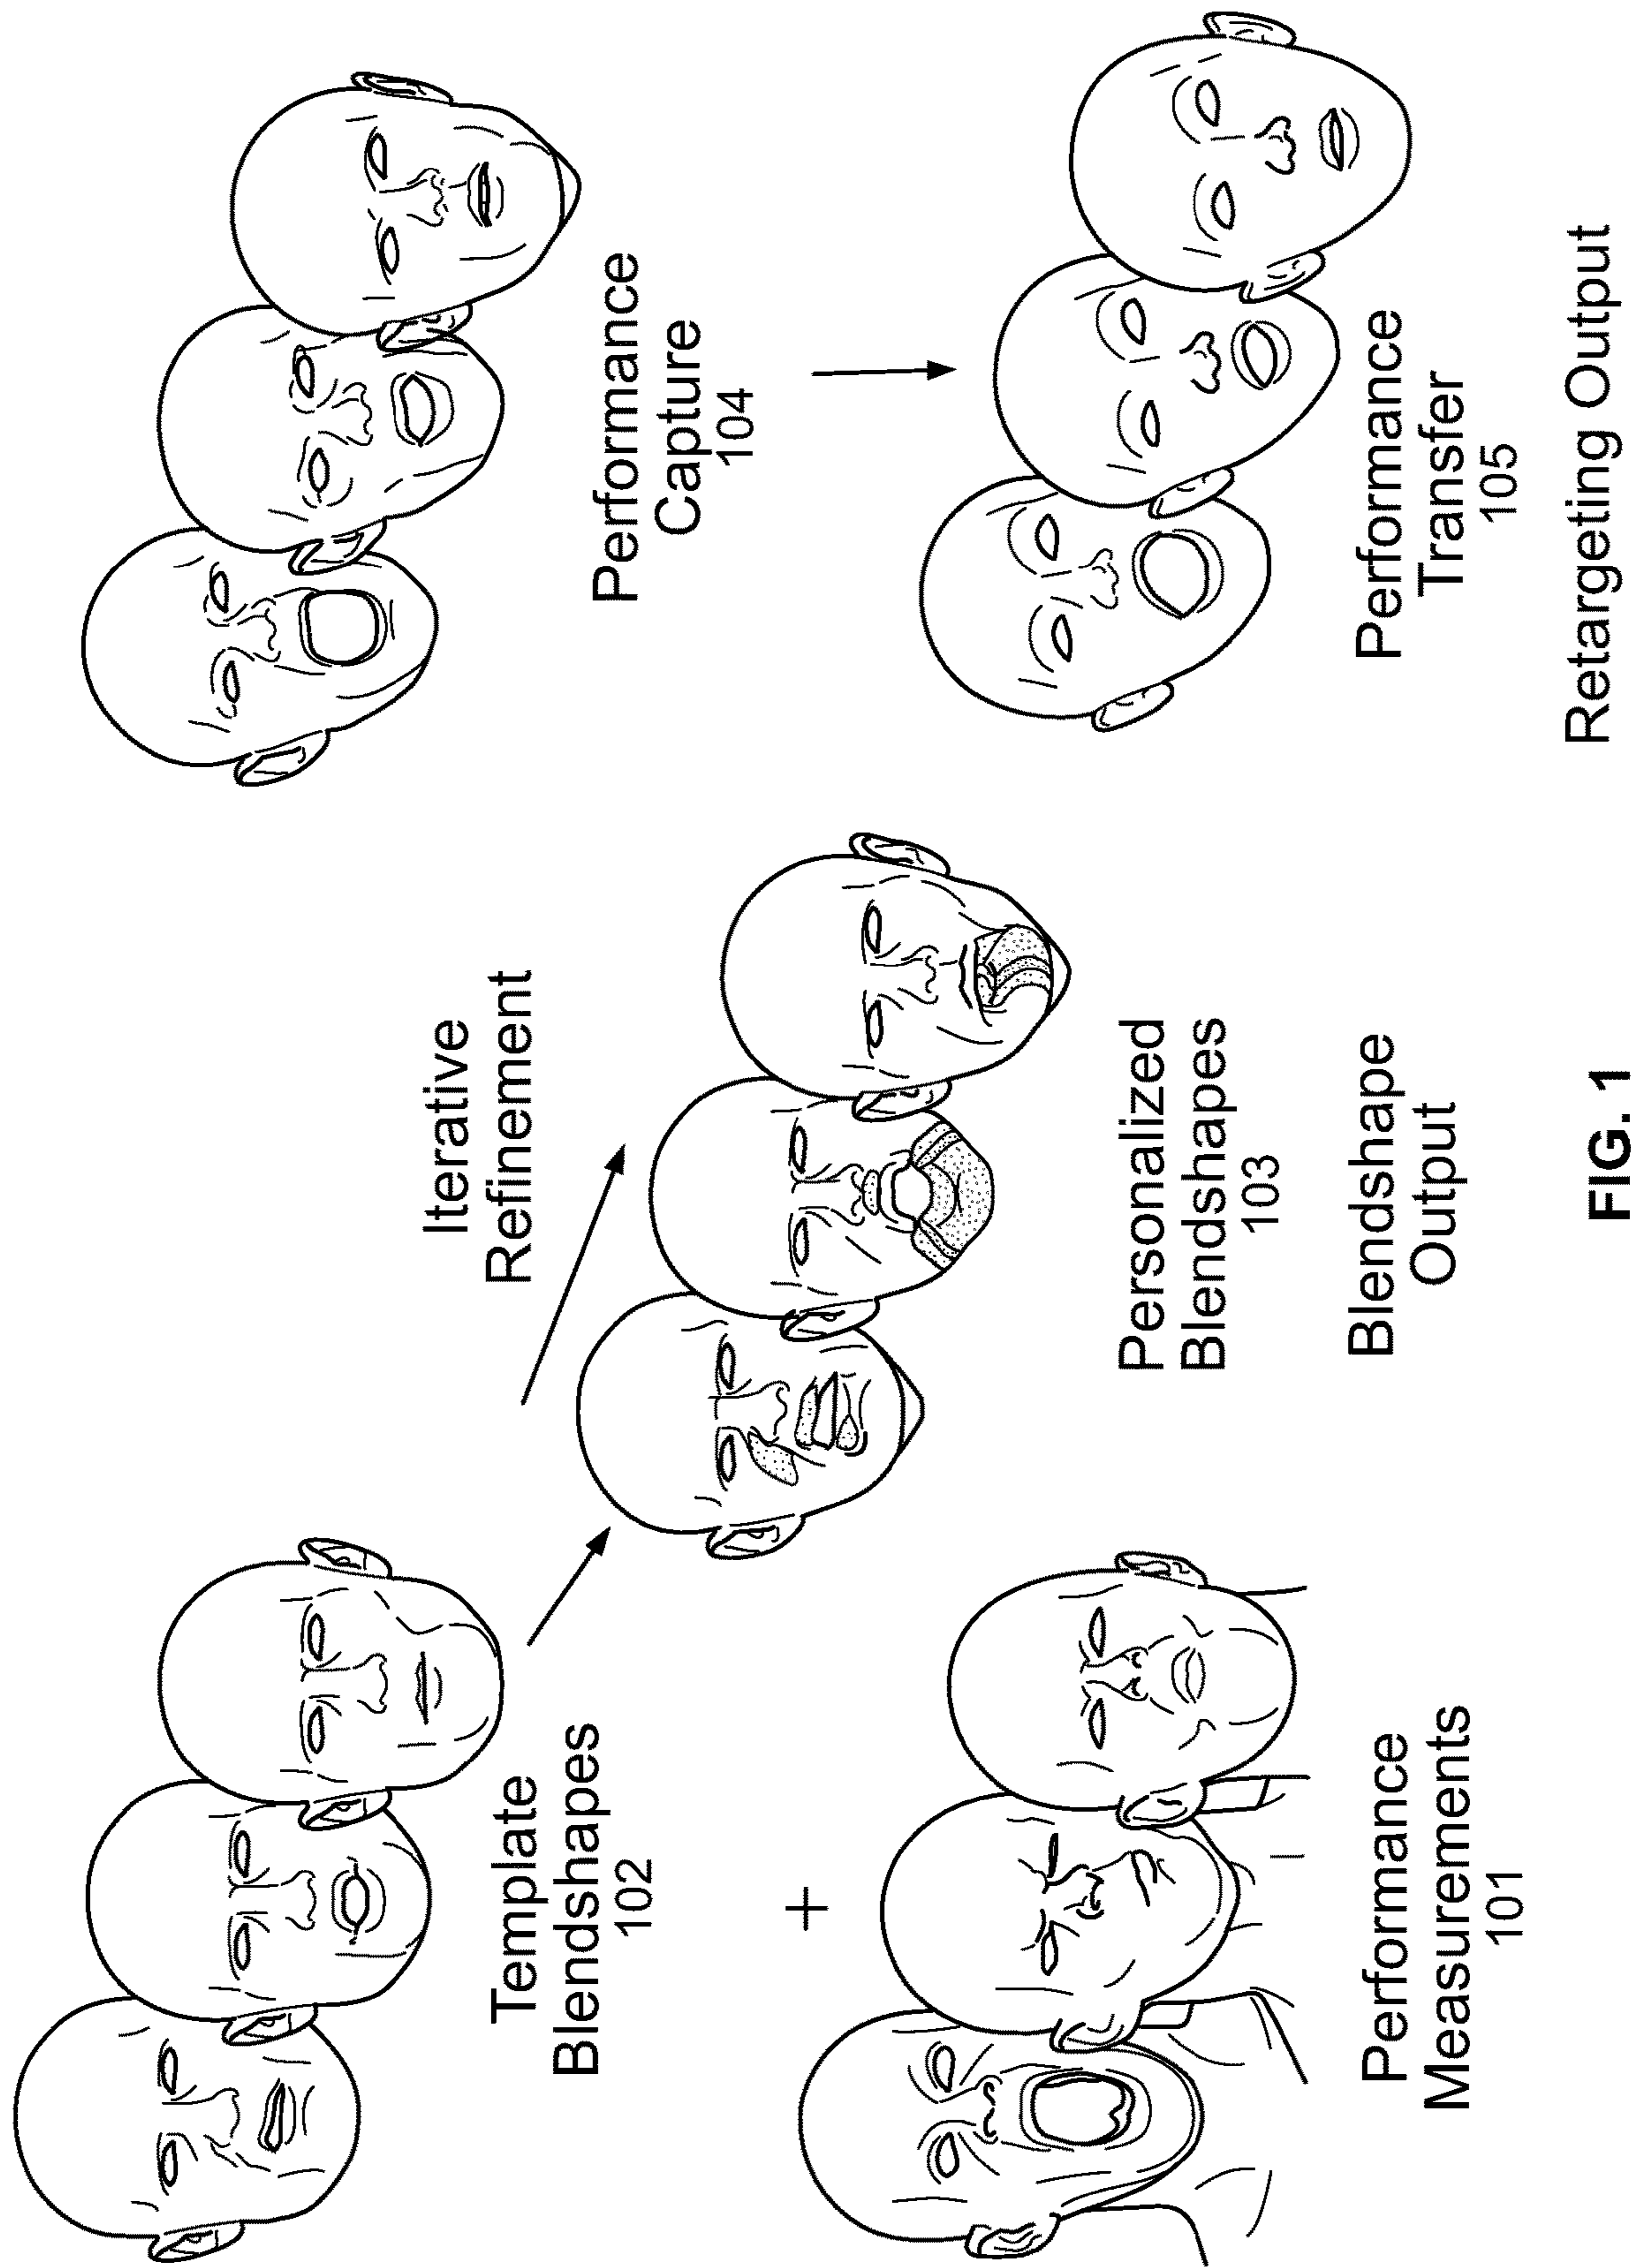 Template
Blendshapes
102
+
Performance
Measurements
101
Iterative
Refinement
Personalized
Blendshapes
103
Blendshape
Output
Performance
Capture
104
Performance
Transfer
105
Retargeting Output
FIG. 1